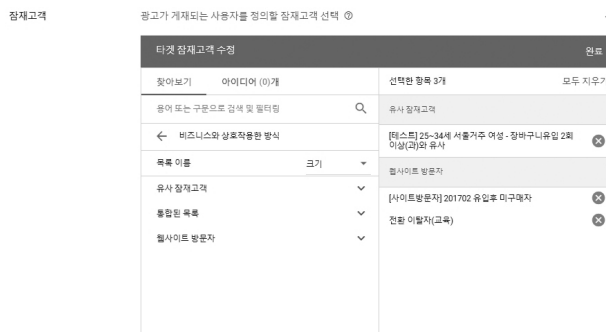 잠재고객
광고가 게재되는 사용자를 정의할 잠재고객 선택
타겟 잠재고객 수정
완료
찾아보기
아이디어 (0)개
선택한 항목 3개
모두 지우기
용어 또는 구문으로 검색 및 필터링
유사 잠재고객
비즈니스와 상호작용한 방식
[테스트] 25~34세 서울거주 여성 - 장바구니유입 2회
이상(과)와 유사
목록 이름
크기
웹사이트 방문자
유사 잠재고객
[사이트방문자] 201702 유입후 미구매자
통합된 목록
전환 이탈자(교육)
웹사이트 방문자